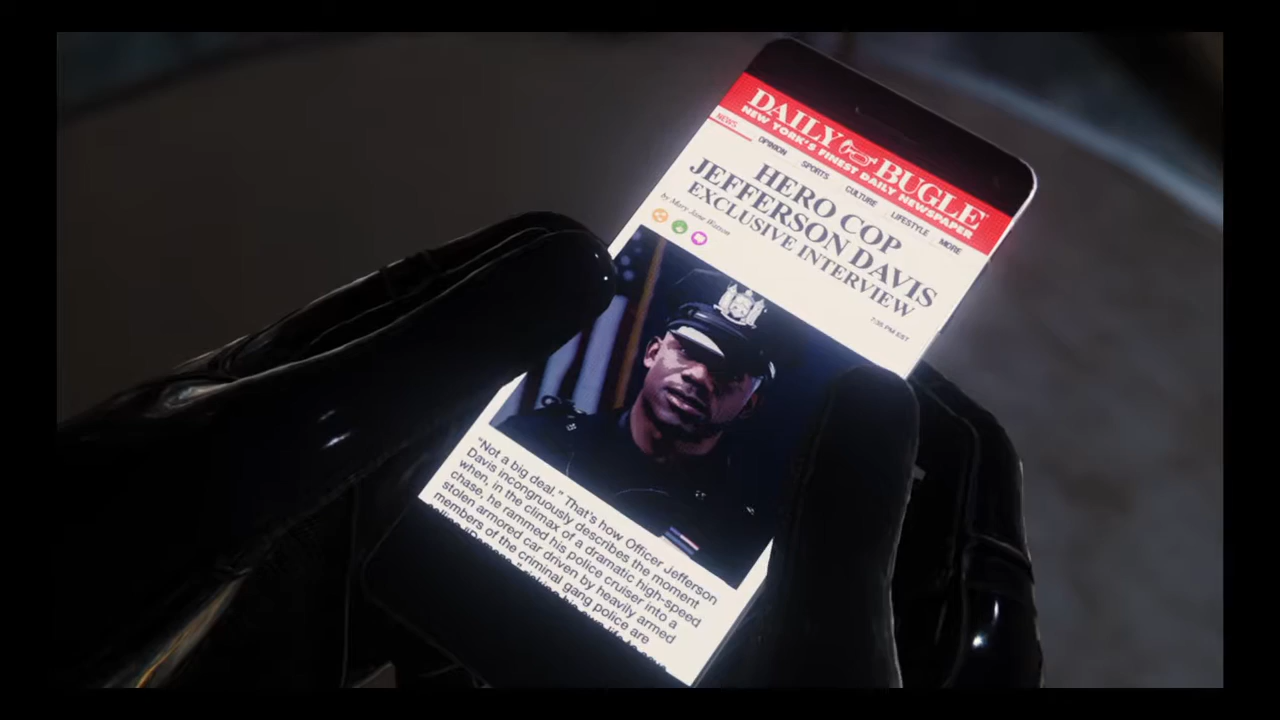 DAILY BUGLE
NEW YORK'S FINEST DAILY NEWSPAPER
NEWS OPINION SPORTS CULTURE LIFESTYLE MORE
HERO COP
JEFFERSON DAVIS
EXCLUSIVE INTERVIEW
by Mary Jane Watson
7:35 PM EST
"Not a big deal." That's how Officer Jefferson
Davis incongruously describes the moment
when, in the climax of a dramatic high-speed
chase, he rammed his police cruiser into a
stolen armored car driven by heavily armed
members of the criminal gang police are